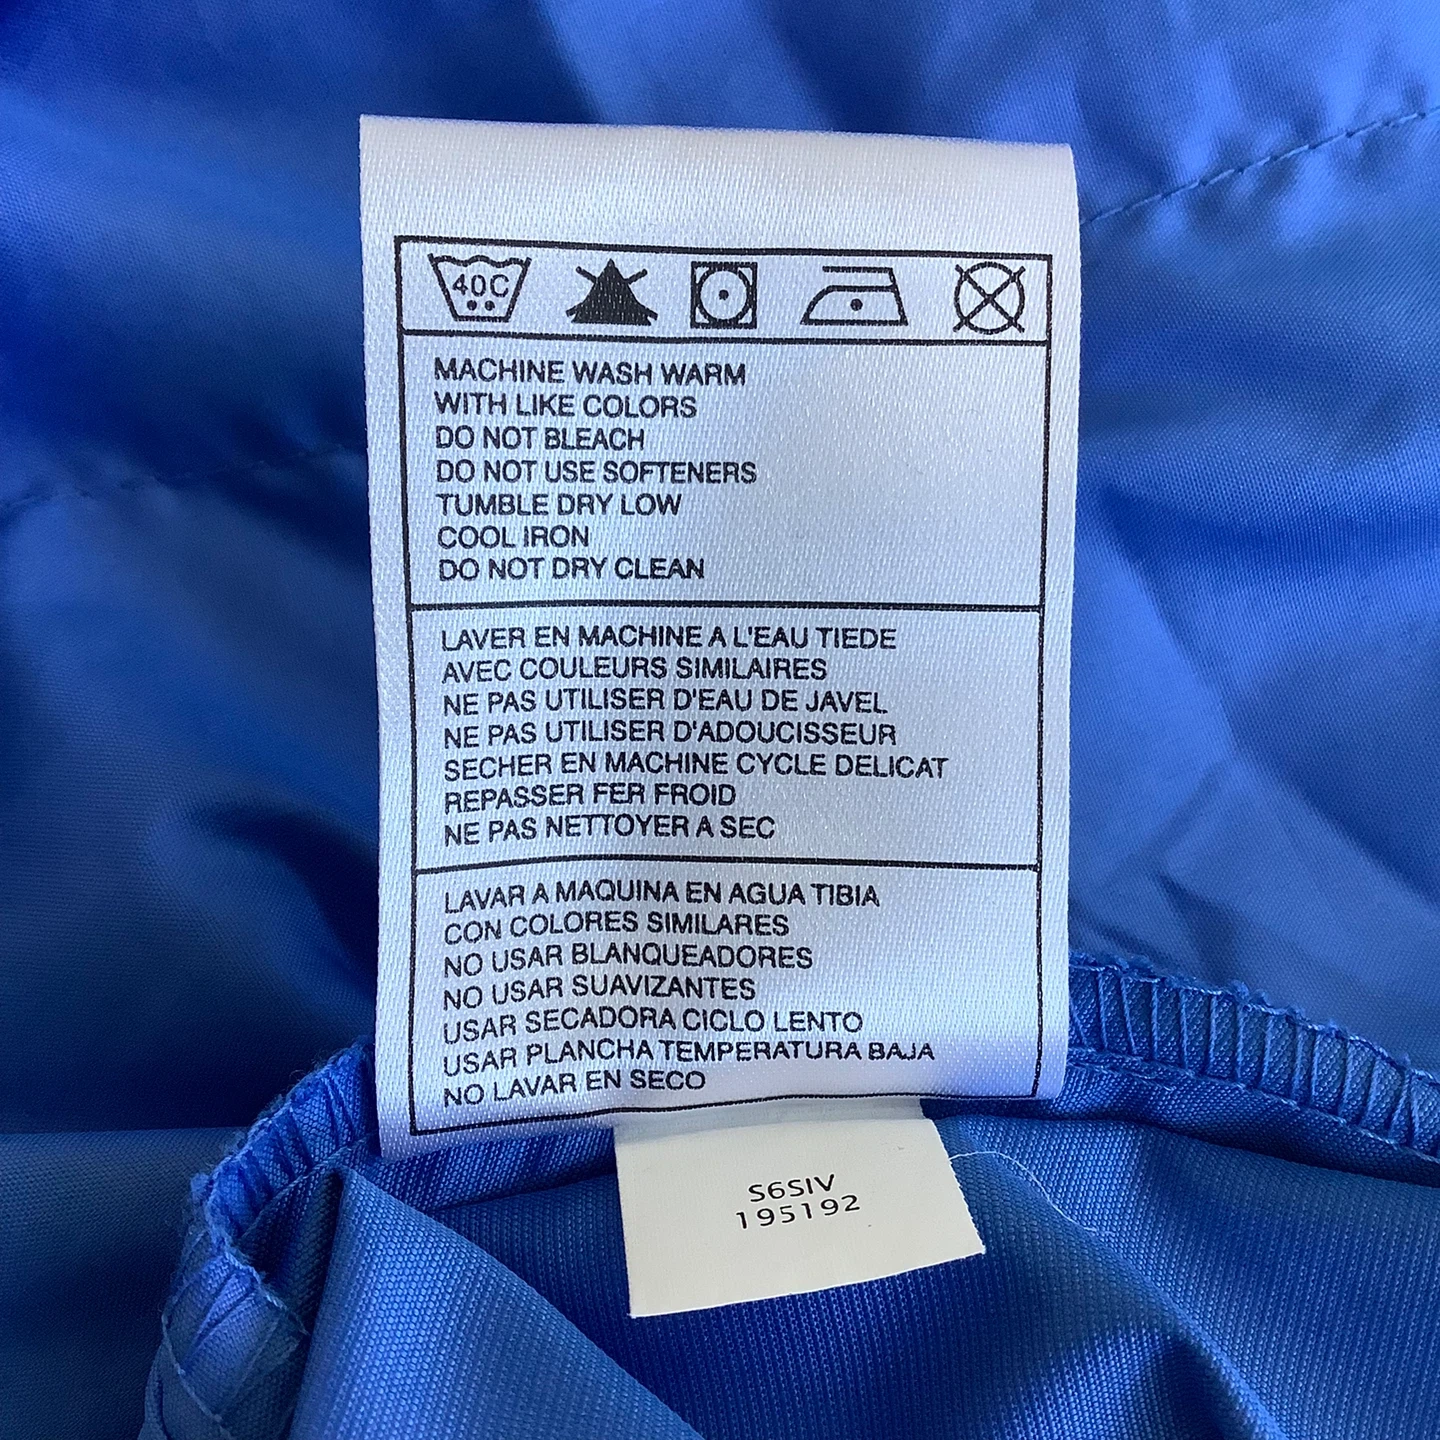 40C
MACHINE WASH WARM
WITH LIKE COLORS
DO NOT BLEACH
DO NOT USE SOFTENERS
TUMBLE DRY LOW
COOL IRON
DO NOT DRY CLEAN
LAVER EN MACHINE A L'EAU TIEDE
AVEC COULEURS SIMILAIRES
NE PAS UTILISER D'EAU DE JAVEL
NE PAS UTILISER D'ADOUCISSEUR
SECHER EN MACHINE CYCLE DELICAT
REPASSER FER FROID
NE PAS NETTOYER A SEC
LAVAR A MAQUINA EN AGUA TIBIA
CON COLORES SIMILARES
NO USAR BLANQUEADORES
NO USAR SUAVIZANTES
USAR SECADORA CICLO LENTO
USAR PLANCHA TEMPERATURA BAJA
NO LAVAR EN SECO
S6SIV
195192